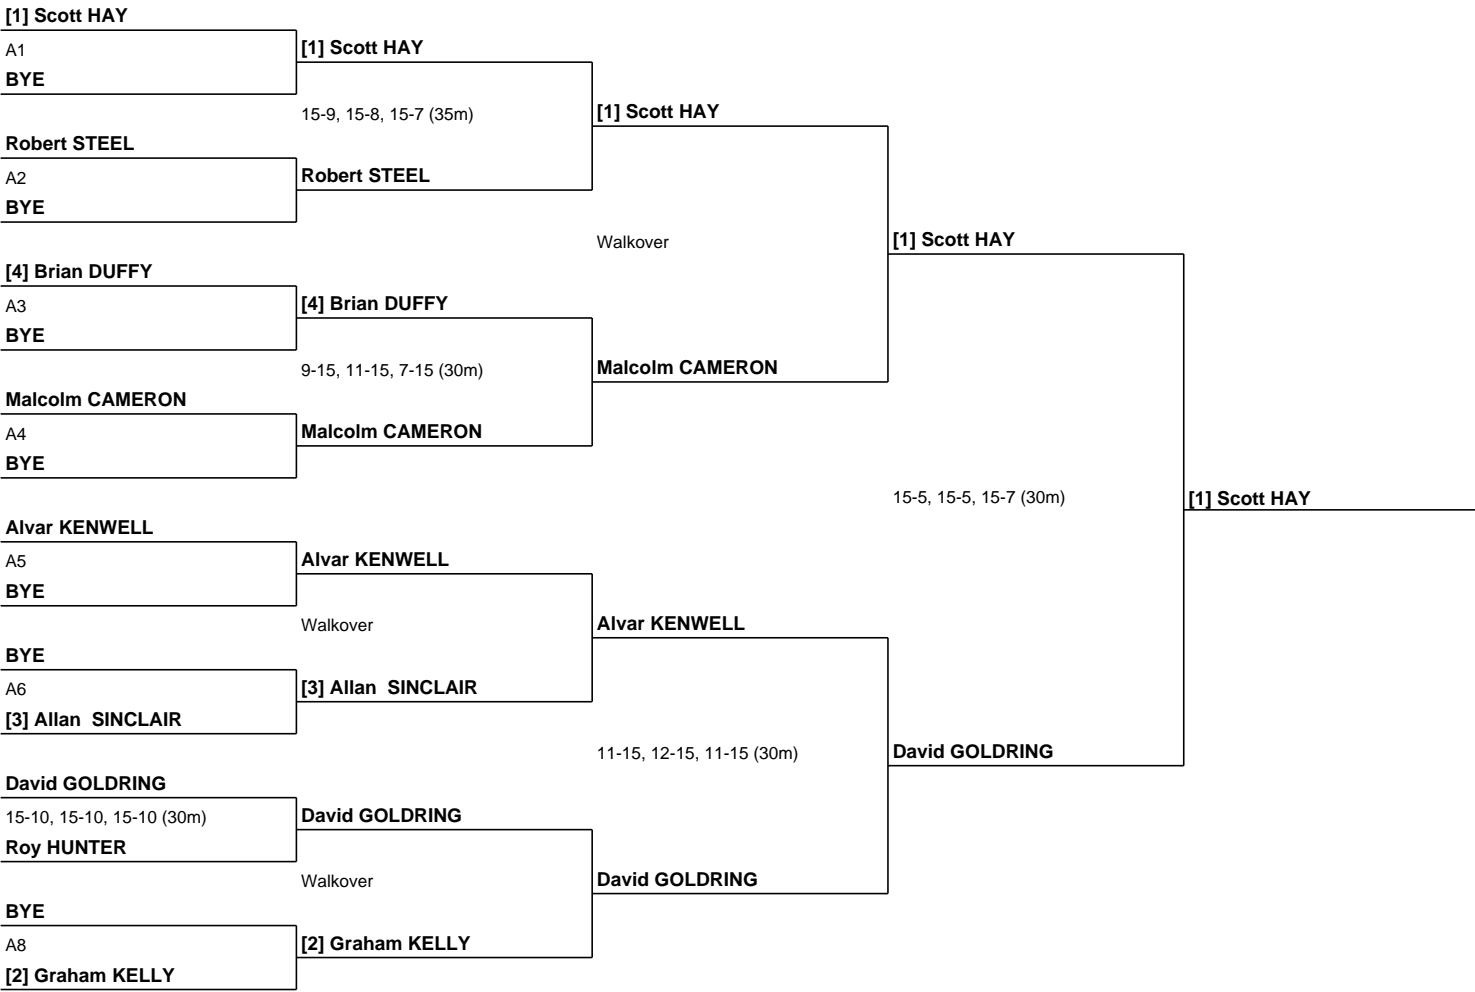 [1] Scott HAY
A1
BYE
Robert STEEL
A2
BYE
[4] Brian DUFFY
A3
BYE
Malcolm CAMERON
A4
BYE
Alvar KENWELL
A5
BYE
BYE
A6
[3] Allan  SINCLAIR
David GOLDRING
15-10, 15-10, 15-10 (30m)
Roy HUNTER
BYE
A8
[2] Graham KELLY
[1] Scott HAY
15-9, 15-8, 15-7 (35m)
Robert STEEL
[4] Brian DUFFY
9-15, 11-15, 7-15 (30m)
Malcolm CAMERON
Alvar KENWELL
Walkover
[3] Allan  SINCLAIR
David GOLDRING
Walkover
[2] Graham KELLY
[1] Scott HAY
Walkover
Malcolm CAMERON
Alvar KENWELL
11-15, 12-15, 11-15 (30m)
David GOLDRING
[1] Scott HAY
15-5, 15-5, 15-7 (30m)
David GOLDRING
[1] Scott HAY